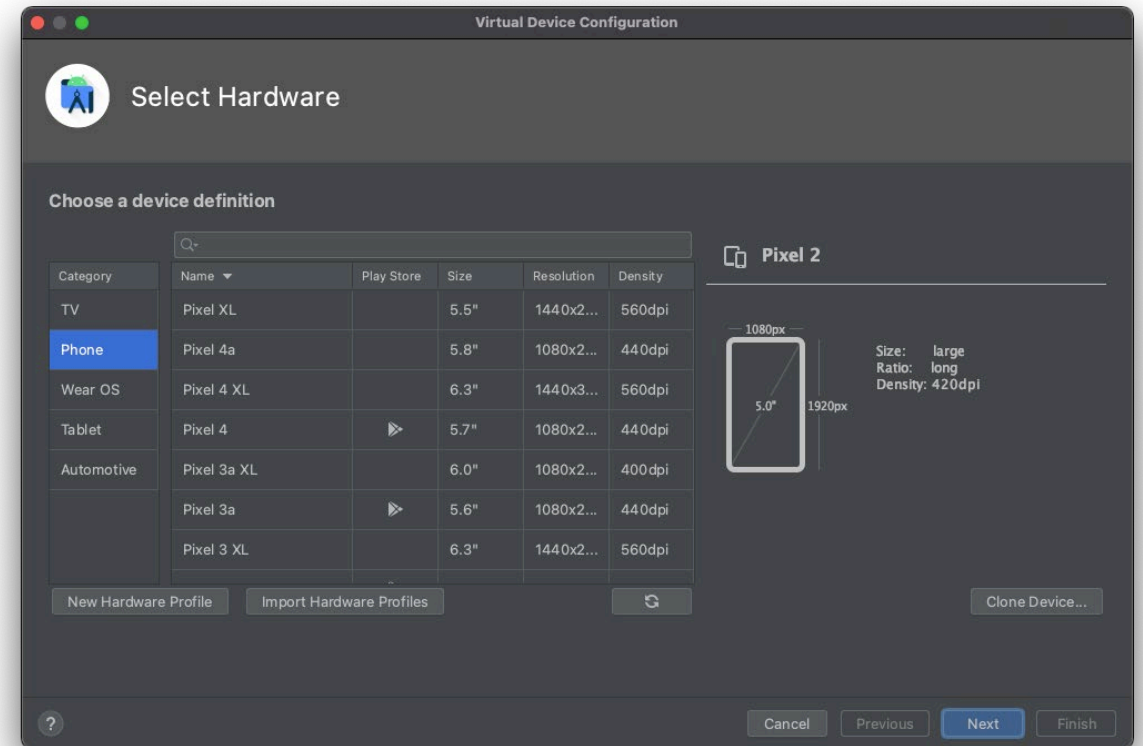 Virtual Device Configuration
Select Hardware
Choose a device definition
Category
TV
Phone
Wear OS
Tablet
Automotive
Name Play Store Size Resolution Density
Pixel XL 5.5" 1440x2... 560dpi
Pixel 4a 5.8" 1080x2... 440dpi
Pixel 4 XL 6.3" 1440x3... 560dpi
Pixel 4 5.7" 1080x2... 440dpi
Pixel 3a XL 6.0" 1080x2... 400dpi
Pixel 3a 5.6" 1080x2... 440dpi
Pixel 3 XL 6.3" 1440x2... 560dpi
New Hardware Profile Import Hardware Profiles
Pixel 2
1080px
5.0"
1920px
Size: large
Ratio: long
Density: 420dpi
Clone Device...
? Cancel Previous Next Finish